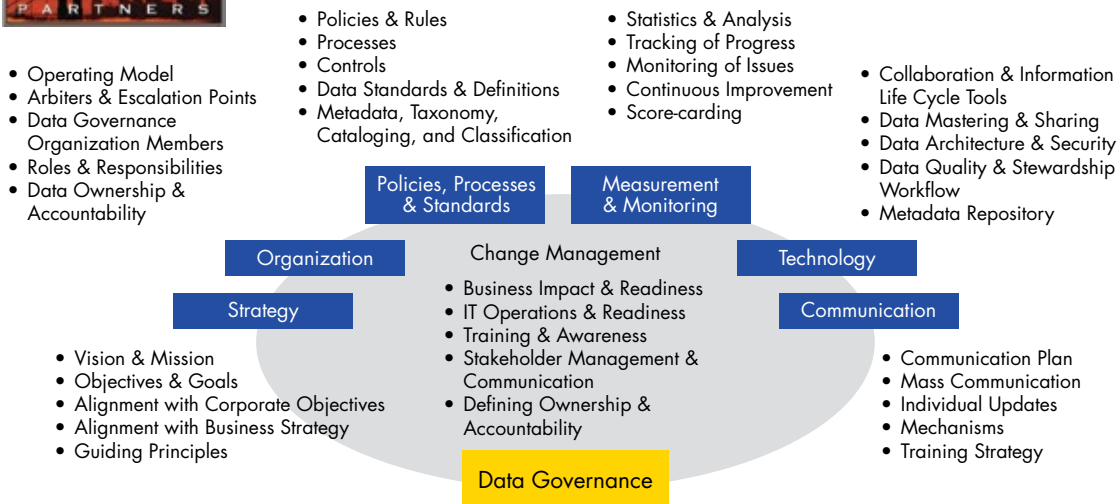 PARTNERS
• Operating Model
• Arbiters & Escalation Points
• Data Governance
Organization Members
• Roles & Responsibilities
• Data Ownership &
Accountability
• Policies & Rules
• Processes
• Controls
• Data Standards & Definitions
• Metadata, Taxonomy,
Cataloging, and Classification
• Statistics & Analysis
• Tracking of Progress
• Monitoring of Issues
• Continuous Improvement
• Score-carding
• Collaboration & Information
Life Cycle Tools
• Data Mastering & Sharing
• Data Architecture & Security
• Data Quality & Stewardship
Workflow
• Metadata Repository
Policies, Processes
& Standards
Measurement
& Monitoring
Organization
Technology
Strategy
Communication
Change Management
• Business Impact & Readiness
• IT Operations & Readiness
• Training & Awareness
• Stakeholder Management &
Communication
• Defining Ownership &
Accountability
• Vision & Mission
• Objectives & Goals
• Alignment with Corporate Objectives
• Alignment with Business Strategy
• Guiding Principles
• Communication Plan
• Mass Communication
• Individual Updates
• Mechanisms
• Training Strategy
Data Governance